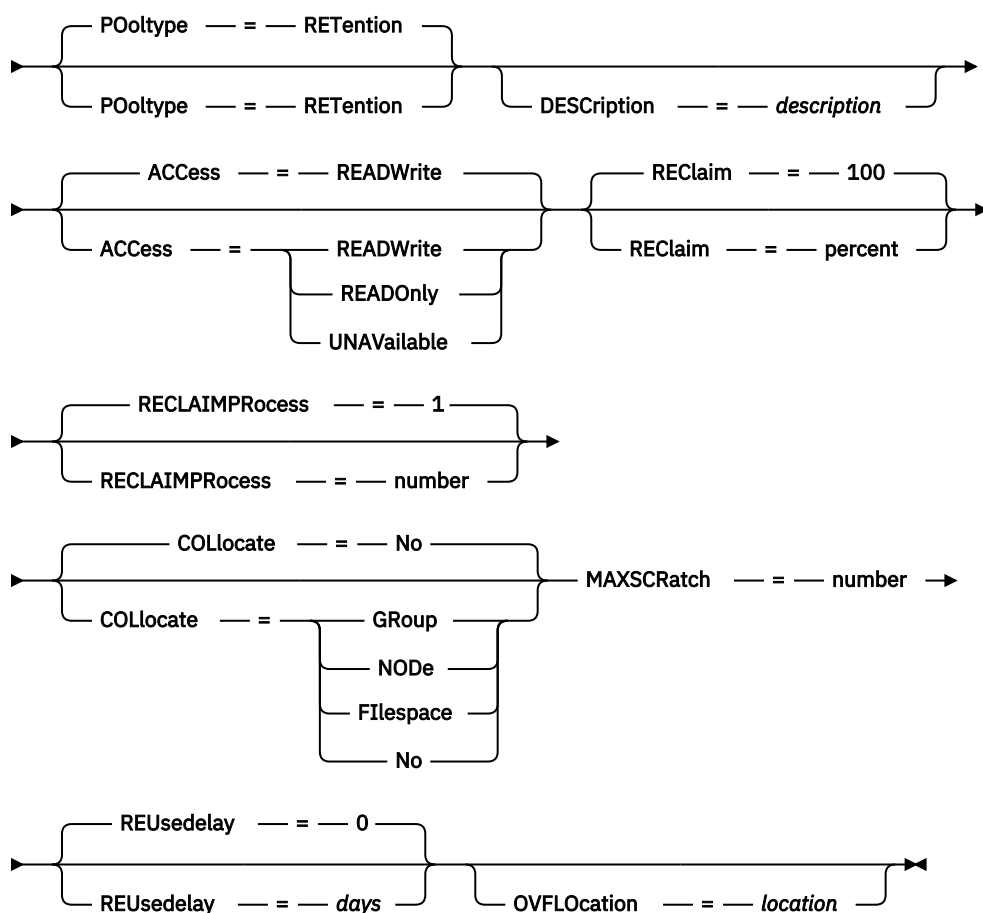 POoltype = RETention
POoltype = RETention
DESCription = description
ACCess = READWrite
REClaim = 100
ACCess = READWrite
REClaim = percent
READOnly
UNAVailable
RECLAIMPRocess = 1
RECLAIMPRocess = number
COLlocate = No
MAXSCRatch = number
COLlocate = GRoup
NODe
FIlespace
No
REUsedelay = 0
REUsedelay = days
OVFLOcation = location